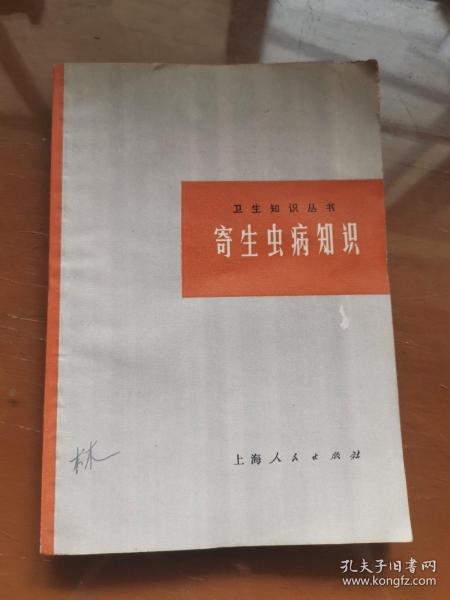 卫生知识丛书
寄生虫病知识
林
上海人民出版社
孔夫子旧书网
www.kongfz.com